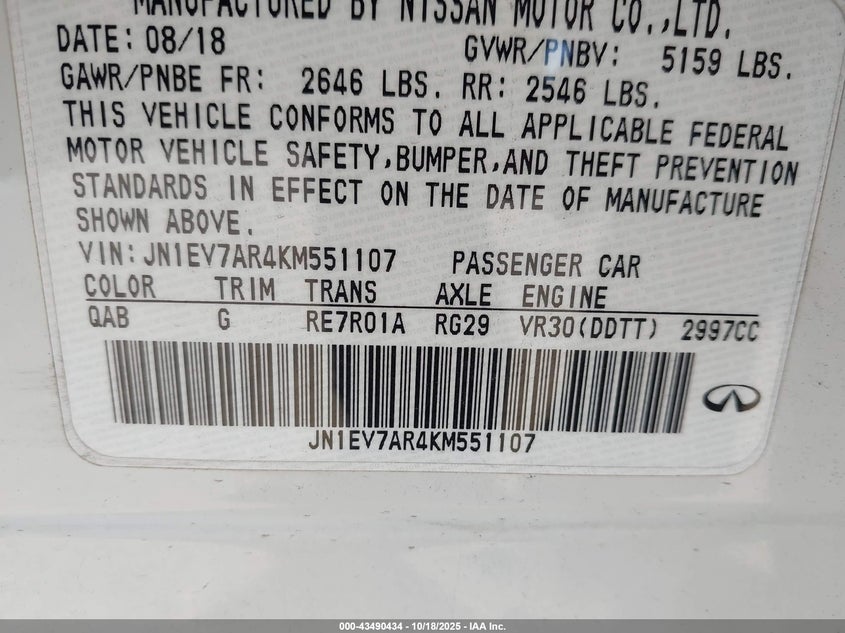 MANUFACTURED BY NISSAN MOTOR CO.,LTD.
DATE: 08/18 GVWR/PNBV: 5159 LBS.
GAWR/PNBE FR: 2646 LBS. RR: 2546 LBS.
THIS VEHICLE CONFORMS TO ALL APPLICABLE FEDERAL
MOTOR VEHICLE SAFETY,BUMPER,AND THEFT PREVENTION
STANDARDS IN EFFECT ON THE DATE OF MANUFACTURE
SHOWN ABOVE.
VIN:JN1EV7AR4KM551107 PASSENGER CAR
COLOR TRIM TRANS AXLE ENGINE
QAB G RE7R01A RG29 VR30(DDTT) 2997CC
JN1EV7AR4KM551107
000-43490434 - 10/18/2025 - IAA Inc.